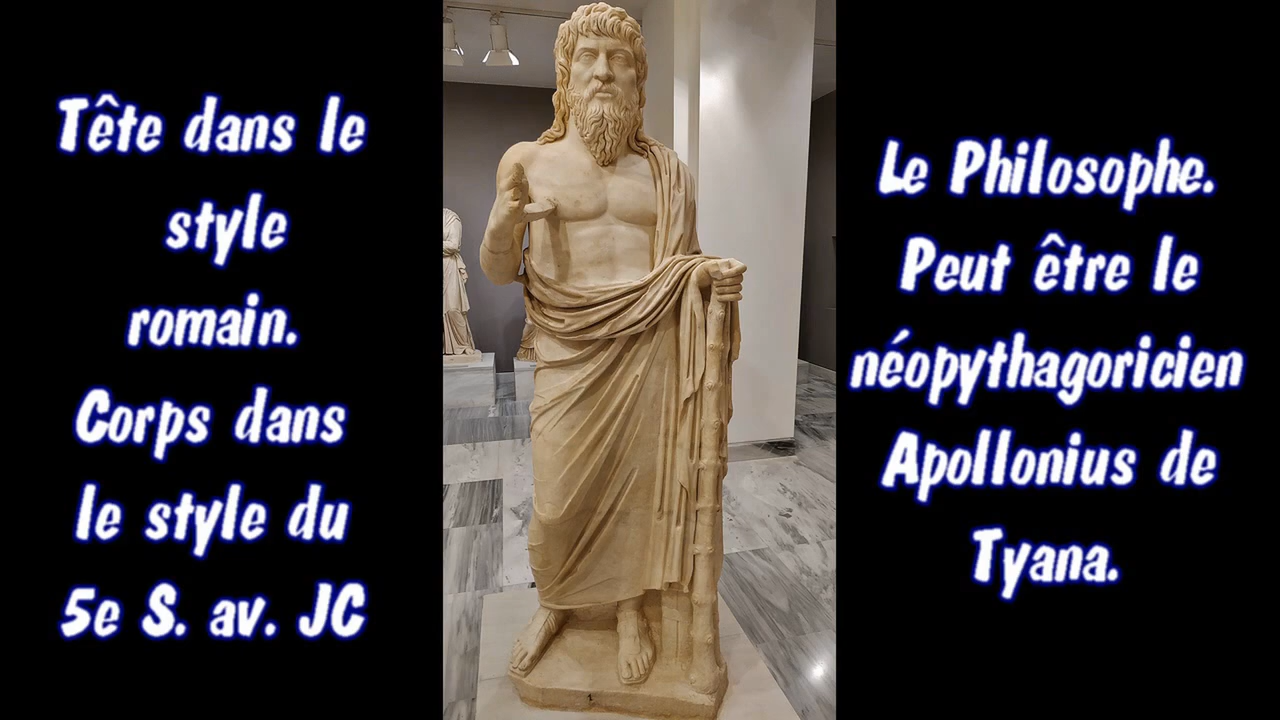 Tête dans le
style
romain.
Corps dans
le style du
5e S. av. JC
Le Philosophe.
Peut être le
néopythagoricien
Apollonius de
Tyana.